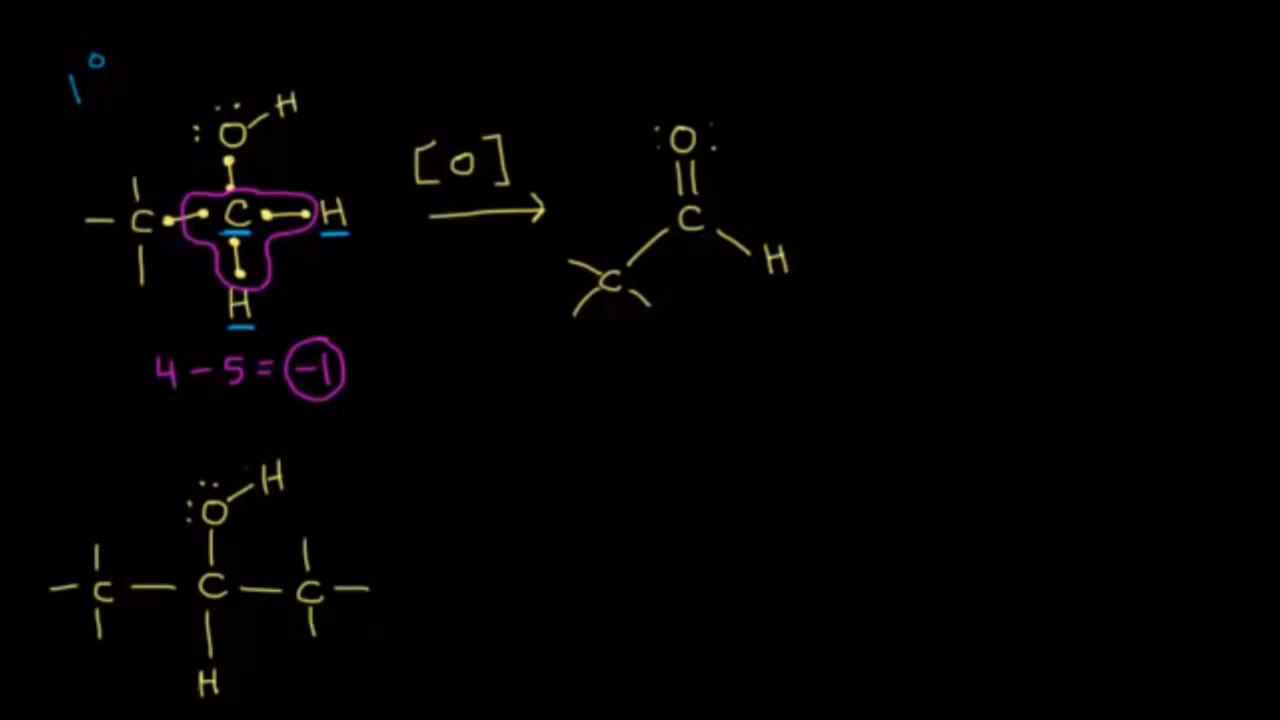 1°
:Ö–H
C C H
H
[O]
→
:O:
C
C H
4 - 5 = -1
:Ö–H
C – C – C
H